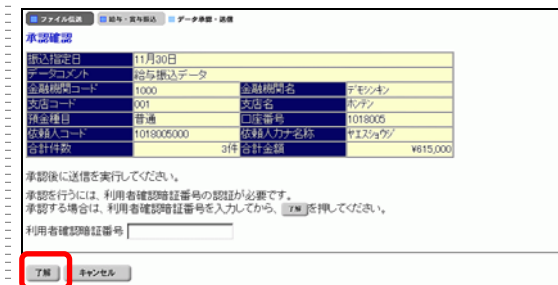 ファイル伝送 給与・賞与振込 データ承認・送信
承認確認
振込指定日 11月30日
データコメント 給与振込データ
金融機関コード 1000 金融機関名 デモシンキン
支店コード 001 支店名 ホンテン
預金種目 普通 口座番号 1018005
依頼人コード 1018005000 依頼人カナ名称 ヤエスショウジ
合計件数 3件 合計金額 ¥615,000
承認後に送信を実行してください。
承認を行うには、利用者確認暗証番号の認証が必要です。
承認する場合は、利用者確認暗証番号を入力してから、 了解 を押してください。
利用者確認暗証番号
了解 キャンセル